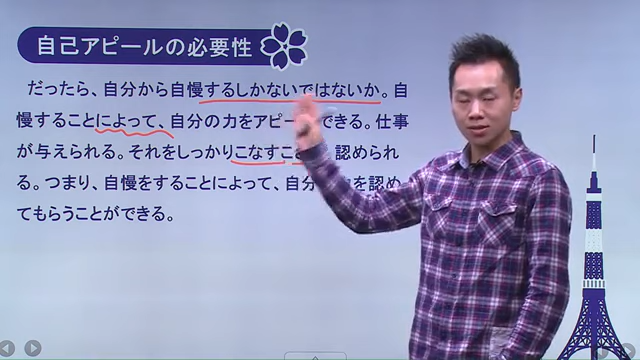 自己アピールの必要性
だったら、自分から自慢するしかないではないか。自
慢することによって、自分の力をアピ できる。仕事
が与えられる。それをしっかりこなすこ 認められ
る。つまり、自慢をすることによって、自分 を認め
てもらうことができる。